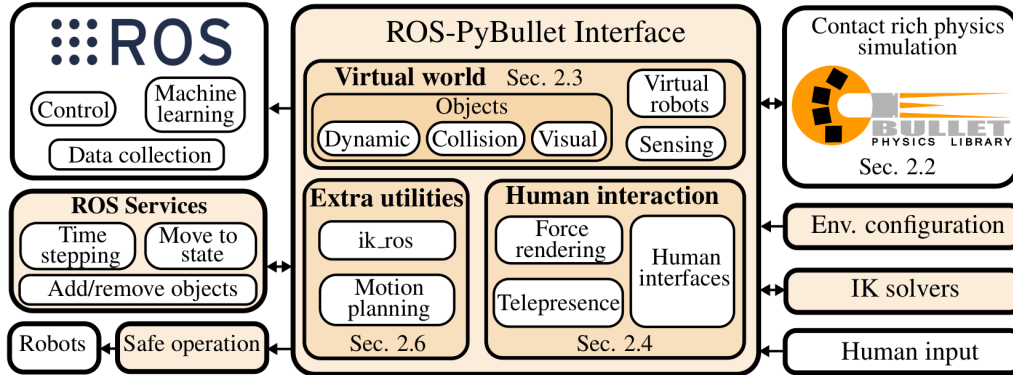 ROS
Control
Machine
learning
Data collection
ROS Services
Time
stepping
Move to
state
Add/remove objects
Robots
Safe operation
ROS-PyBullet Interface
Virtual world Sec. 2.3
Objects
Dynamic
Collision
Visual
Virtual
robots
Sensing
Extra utilities
ik_ros
Motion
planning
Sec. 2.6
Human interaction
Force
rendering
Telepresence
Human
interfaces
Sec. 2.4
Contact rich physics
simulation
BULLET
PHYSICS LIBRARY
Sec. 2.2
Env. configuration
IK solvers
Human input